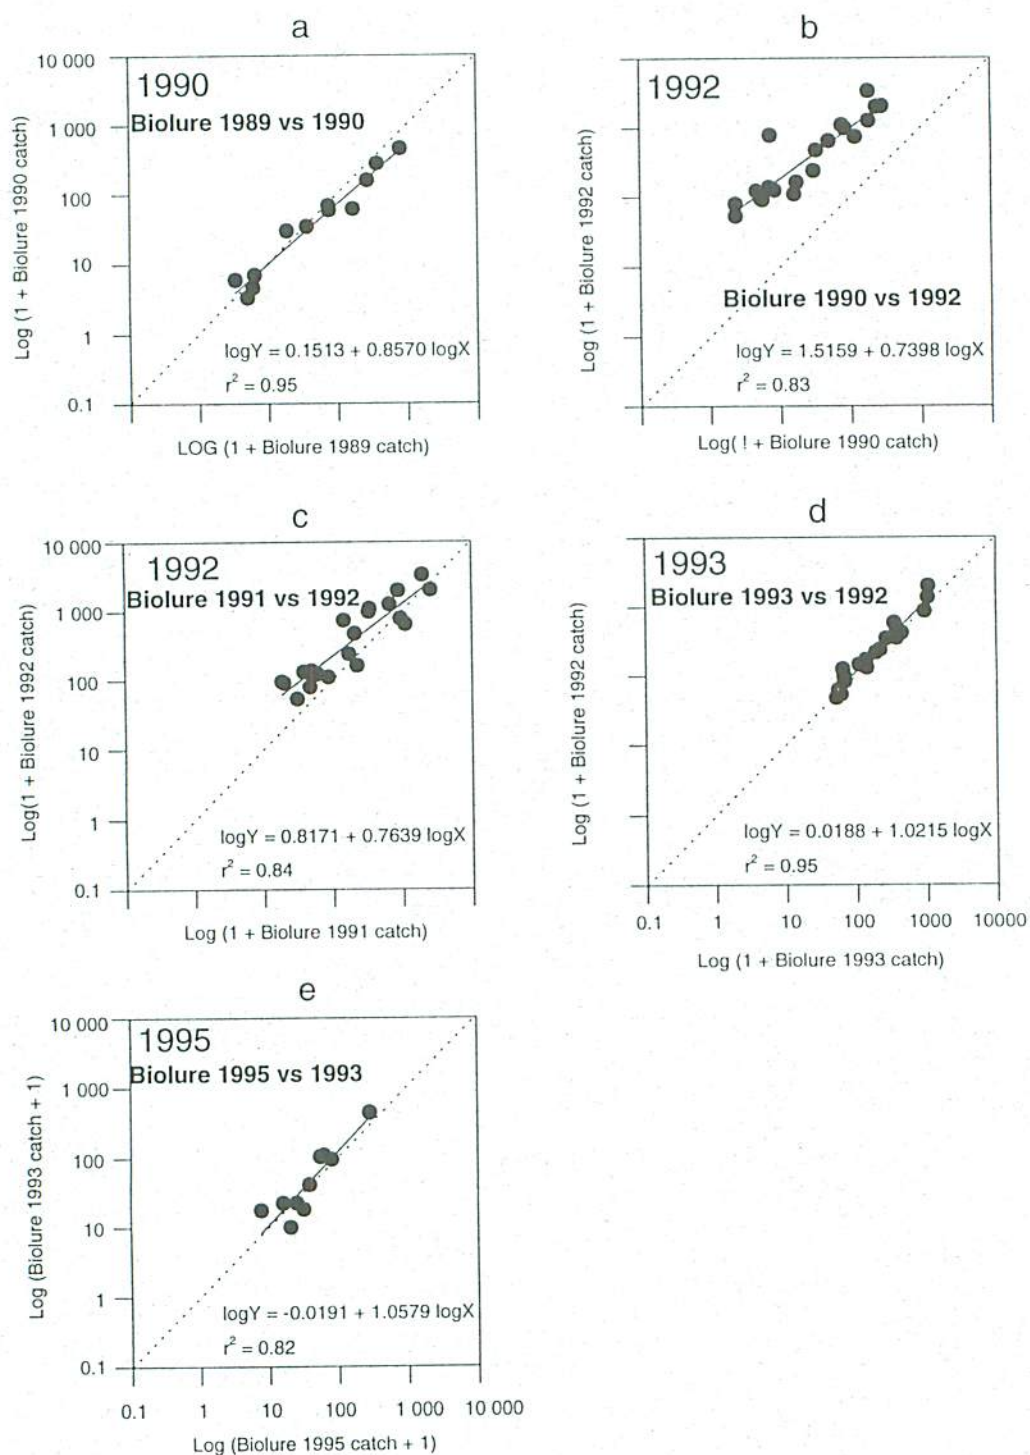 a
10 000
1 000
100
10
1
0.1
Log (1 + Biolure 1990 catch)
1990
Biolure 1989 vs 1990
logY = 0.1513 + 0.8570 logX
r² = 0.95
LOG (1 + Biolure 1989 catch)
b
Log (1 + Biolure 1992 catch)
1992
Biolure 1990 vs 1992
logY = 1.5159 + 0.7398 logX
r² = 0.83
Log( ! + Biolure 1990 catch)
c
10 000
1 000
100
10
1
0.1
Log(1 + Biolure 1992 catch)
1992
Biolure 1991 vs 1992
logY = 0.8171 + 0.7639 logX
r² = 0.84
Log (1 + Biolure 1991 catch)
d
Log (1 + Biolure 1992 catch)
1993
Biolure 1993 vs 1992
logY = 0.0188 + 1.0215 logX
r² = 0.95
0.1 1 10 100 1000 10000
Log (1 + Biolure 1993 catch)
e
10 000
1 000
100
10
1
0.1
Log (Biolure 1993 catch + 1)
1995
Biolure 1995 vs 1993
logY = -0.0191 + 1.0579 logX
r² = 0.82
0.1 1 10 100 1 000 10 000
Log (Biolure 1995 catch + 1)